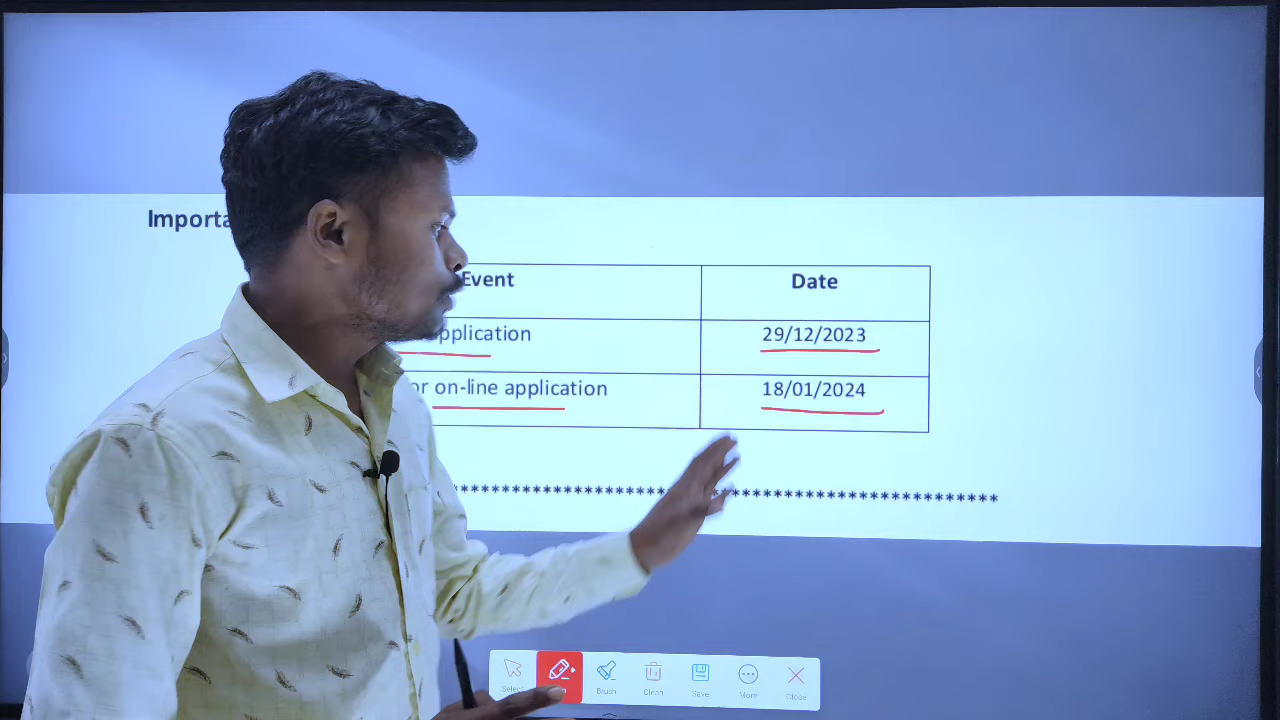 Importa
Event Date
application 29/12/2023
or on-line application 18/01/2024
******************************************************
Select
Brush
Clean
Save
More
Close